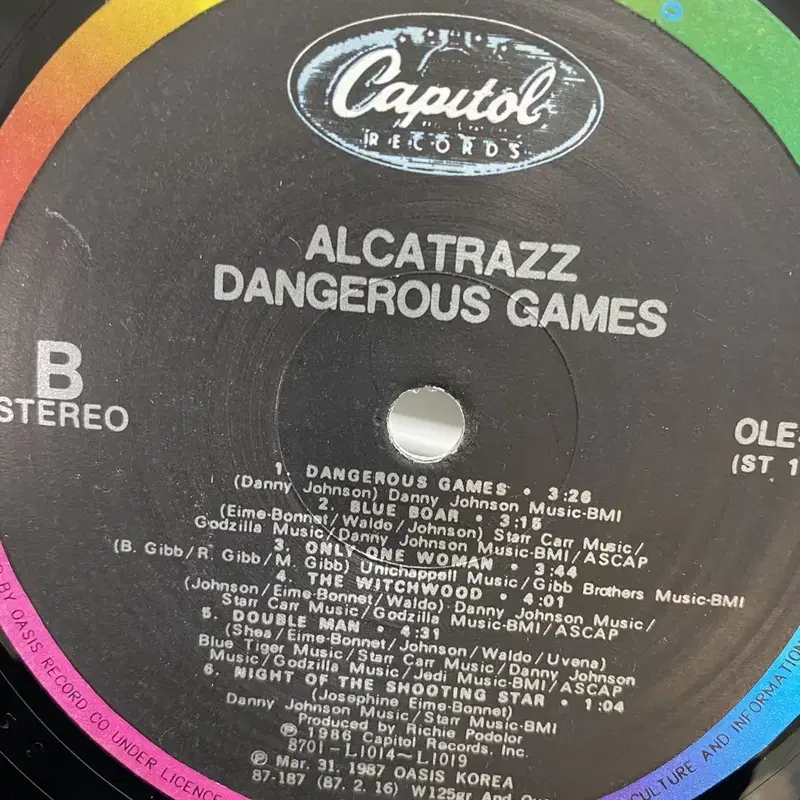 Capitol
RECORDS
ALCATRAZZ
DANGEROUS GAMES
B
STEREO
OLE-
(ST 1
1. DANGEROUS GAMES • 3:26
(Danny Johnson) Danny Johnson Music-BMI
2. BLUE BOAR • 3:15
(Eime-Bonnet/Waldo/Johnson) Starr Carr Music/
Godzilla Music/Danny Johnson Music-BMI/ASCAP
3. ONLY ONE WOMAN • 3:44
(B. Gibb/R. Gibb/M. Gibb) Unichappell Music/Gibb Brothers Music-BMI
4. THE WITCHWOOD • 4:01
(Johnson/Eime-Bonnet/Waldo) Danny Johnson Music/
Starr Carr Music/Godzilla Music-BMI/ASCAP
5. DOUBLE MAN • 4:31
(Shea/Eime-Bonnet/Johnson/Waldo/Uvena)
Blue Tiger Music/Starr Carr Music/Danny Johnson
Music/Godzilla Music/Jedi Music-BMI/ASCAP
6. NIGHT OF THE SHOOTING STAR • 1:04
(Josephine Eime-Bonnet)
Danny Johnson Music/Starr Music-BMI
Produced by Richie Podolor
℗ 1986 Capitol Records, Inc.
8701-L1014~L1019
℗ Mar. 31. 1987 OASIS KOREA
87-187 (87. 2. 16) W125gr And
BY OASIS RECORD CO UNDER LICENCE
CULTURE AND INFORMATION